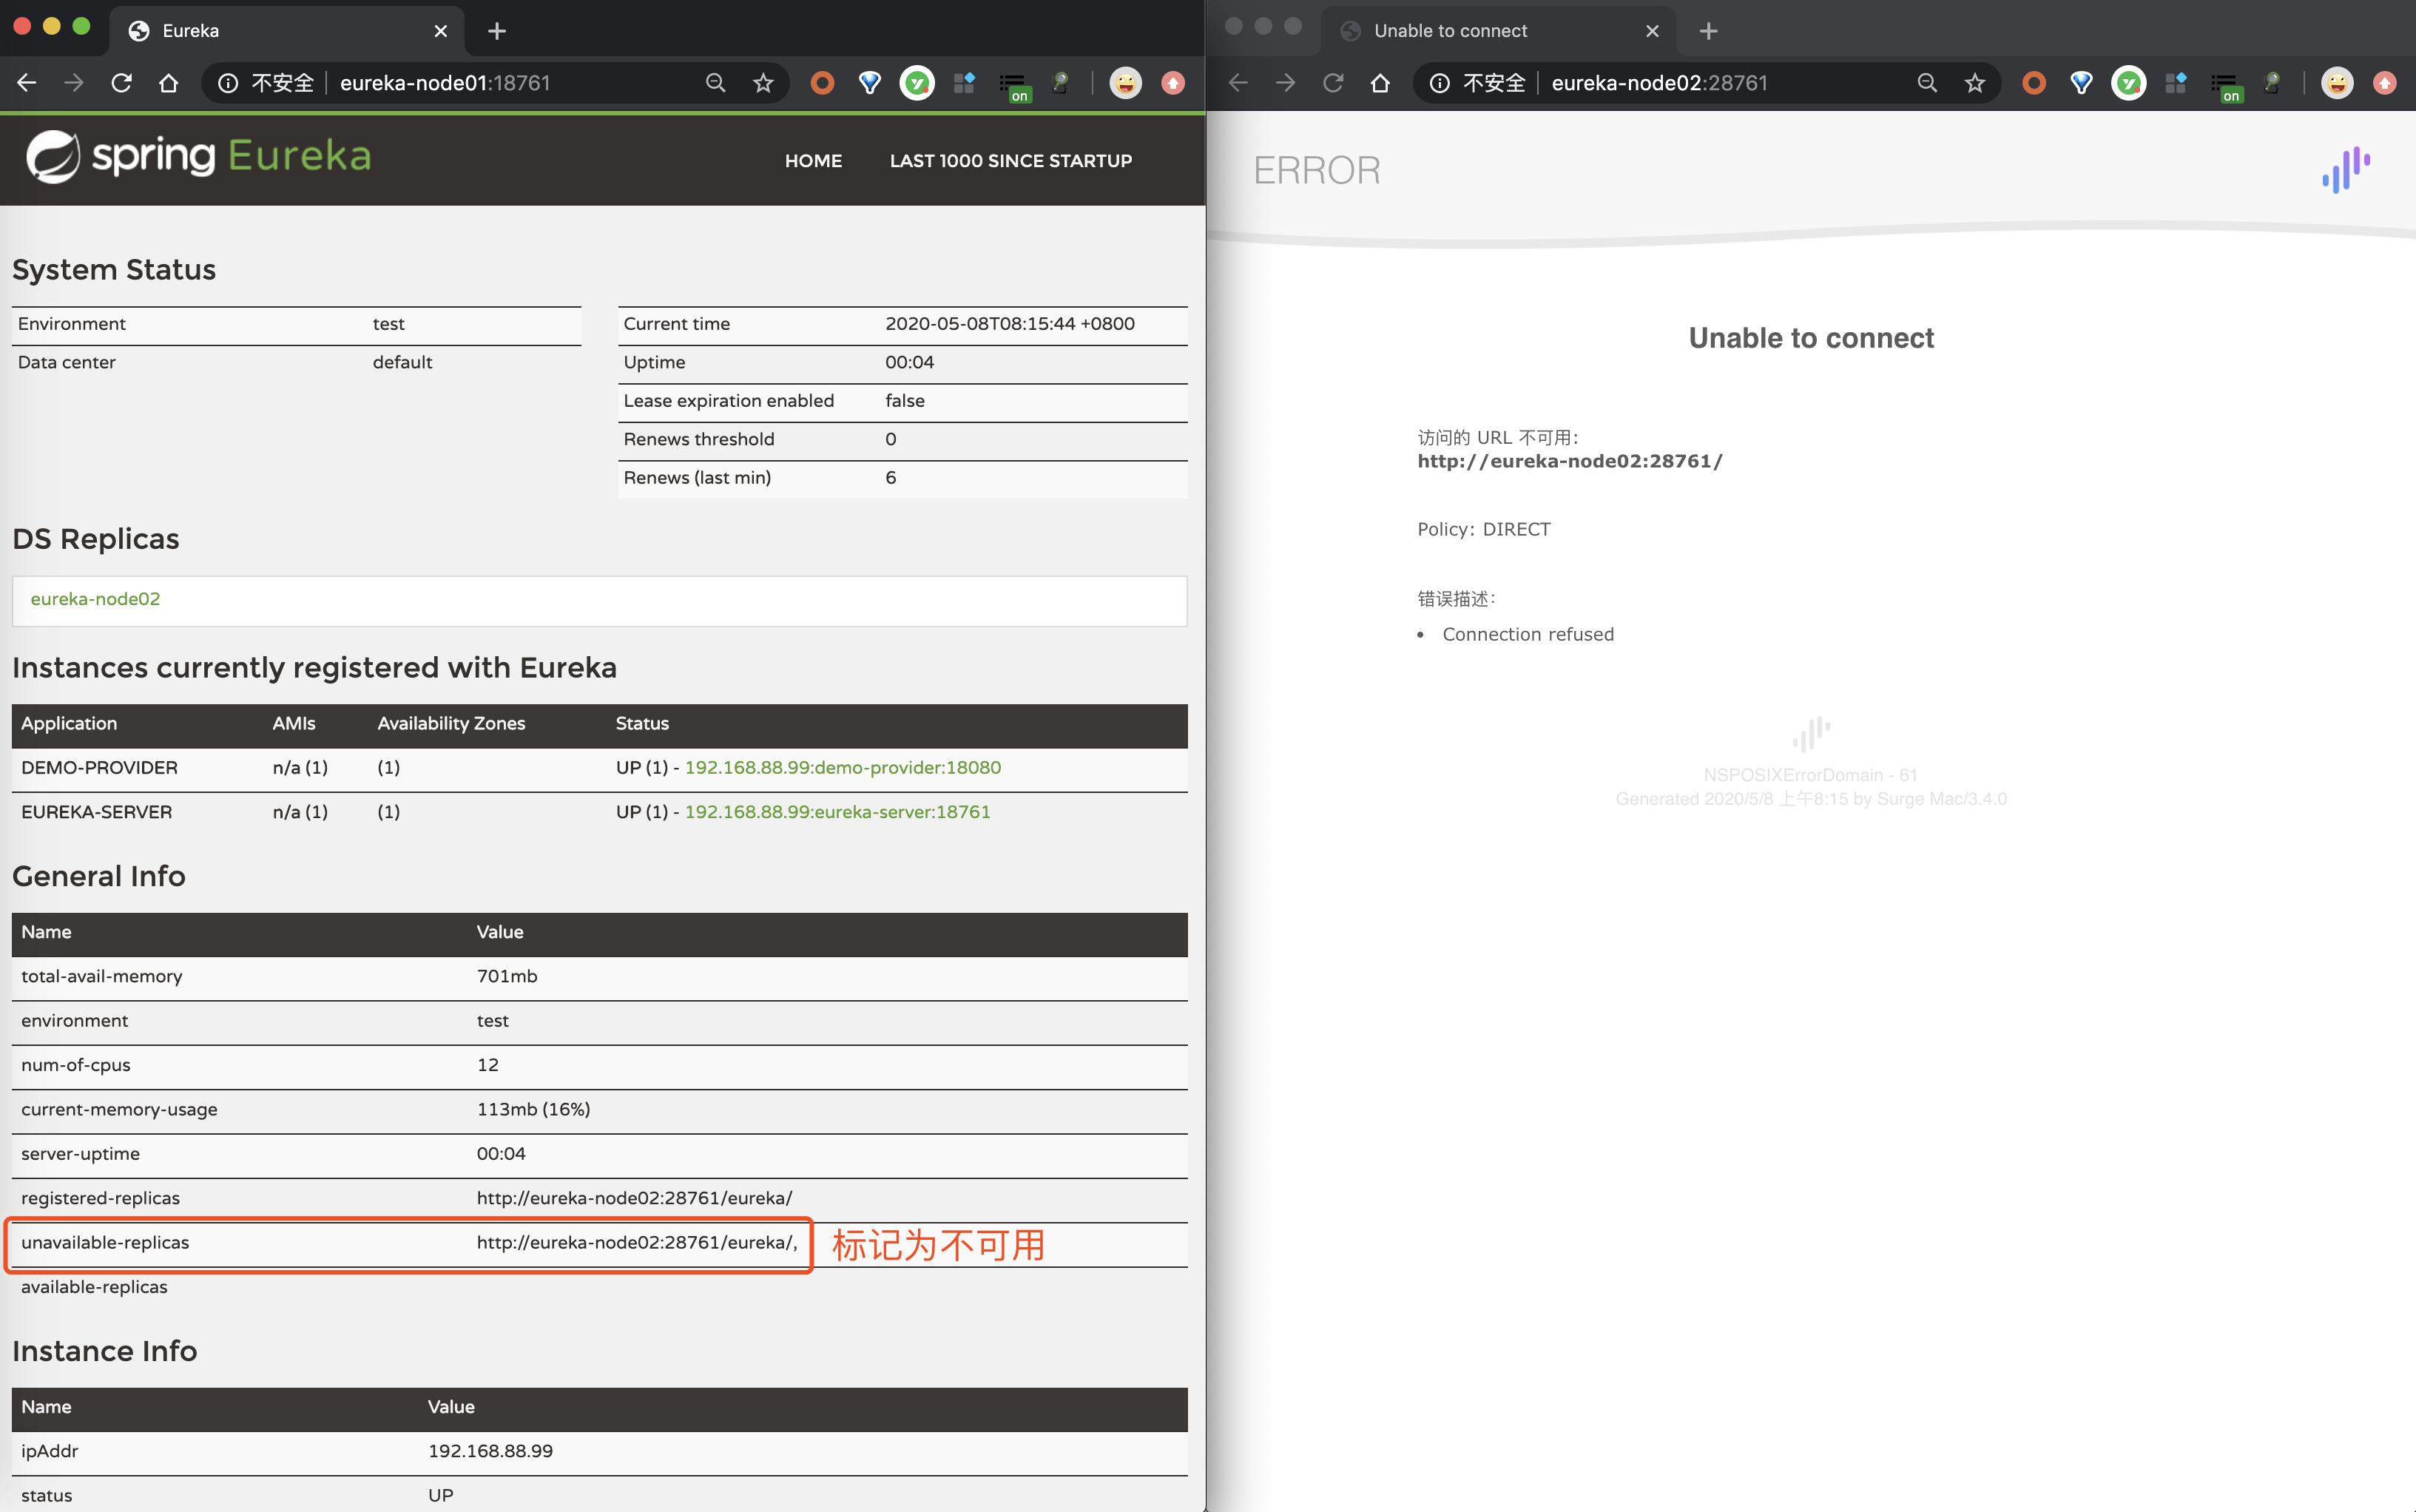 Eureka
不安全 eureka-node01:18761
on
spring Eureka
HOME LAST 1000 SINCE STARTUP
System Status
Environment test
Data center default
Current time 2020-05-08T08:15:44 +0800
Uptime 00:04
Lease expiration enabled false
Renews threshold 0
Renews (last min) 6
DS Replicas
eureka-node02
Instances currently registered with Eureka
Application AMIs Availability Zones Status
DEMO-PROVIDER n/a (1) (1) UP (1) - 192.168.88.99:demo-provider:18080
EUREKA-SERVER n/a (1) (1) UP (1) - 192.168.88.99:eureka-server:18761
General Info
Name Value
total-avail-memory 701mb
environment test
num-of-cpus 12
current-memory-usage 113mb (16%)
server-uptime 00:04
registered-replicas http://eureka-node02:28761/eureka/
unavailable-replicas http://eureka-node02:28761/eureka/, 标记为不可用
available-replicas
Instance Info
Name Value
ipAddr 192.168.88.99
status UP
Unable to connect
不安全 eureka-node02:28761
on
ERROR
Unable to connect
访问的 URL 不可用：
http://eureka-node02:28761/
Policy: DIRECT
错误描述：
• Connection refused
NSPOSIXErrorDomain - 61
Generated 2020/5/8 上午8:15 by Surge Mac/3.4.0